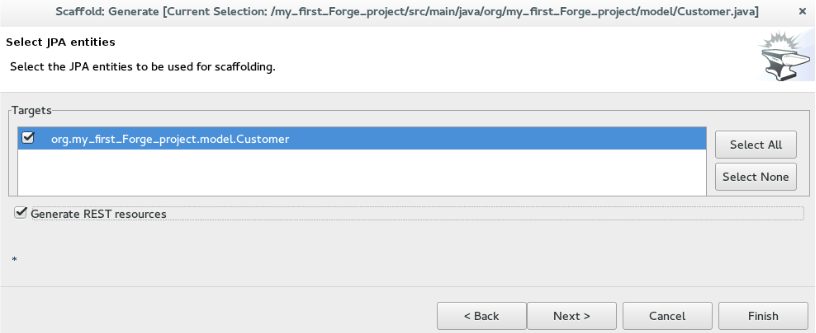 Scaffold: Generate [Current Selection: /my_first_Forge_project/src/main/java/org/my_first_Forge_project/model/Customer.java]
×
Select JPA entities
Select the JPA entities to be used for scaffolding.
Targets
org.my_first_Forge_project.model.Customer
Select All
Select None
Generate REST resources
*
< Back
Next >
Cancel
Finish